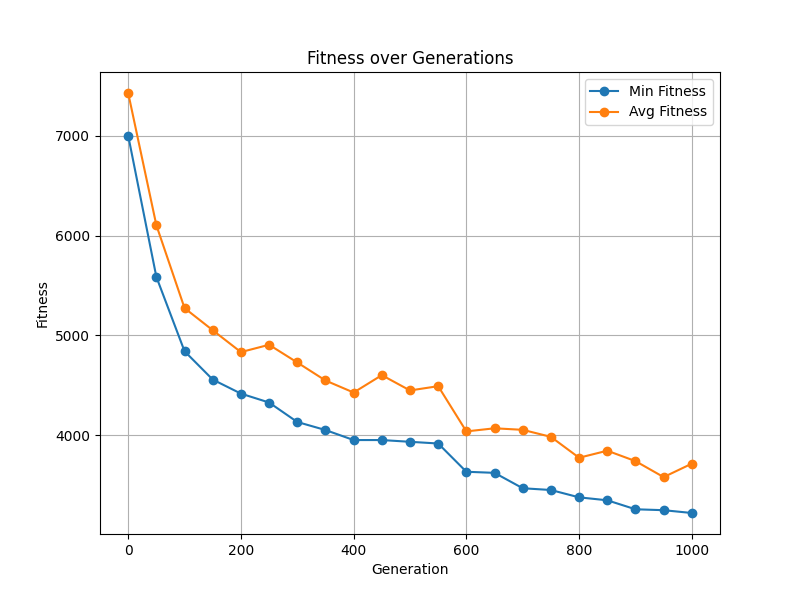 Fitness over Generations
Min Fitness
Avg Fitness
7000
6000
5000
4000
Fitness
0 200 400 600 800 1000
Generation